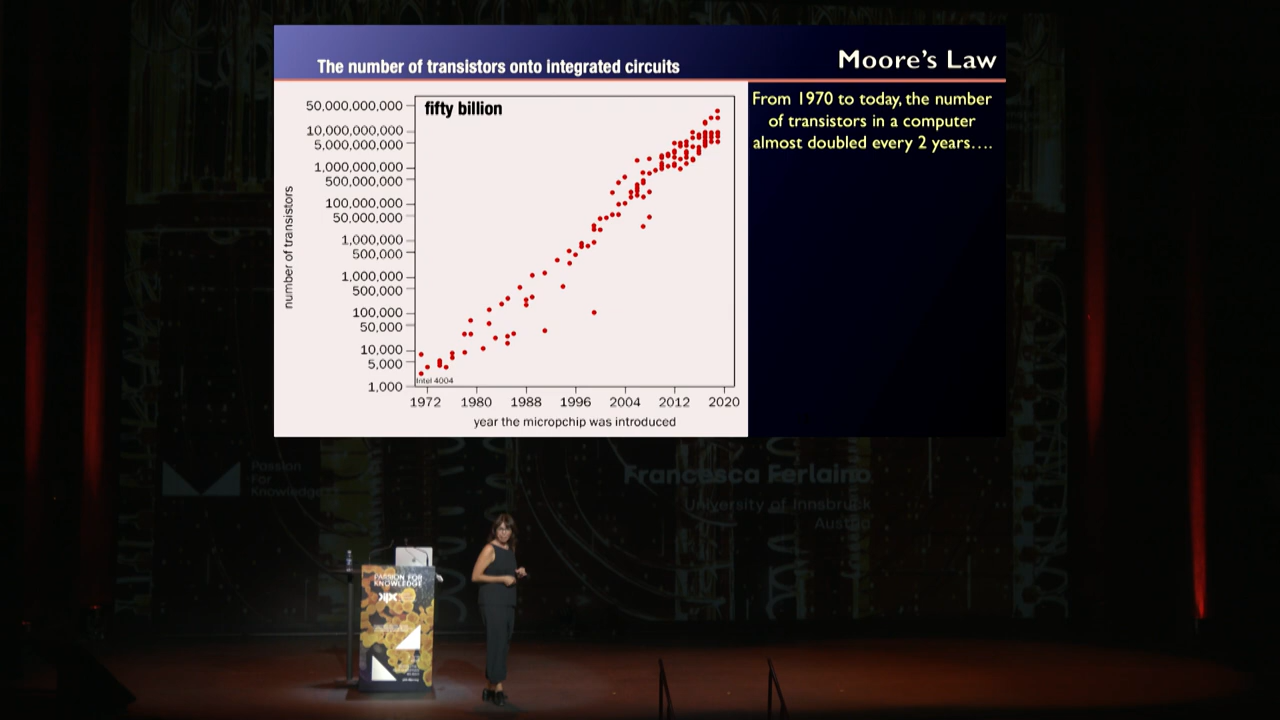 The number of transistors onto integrated circuits
Moore's Law
From 1970 to today, the number
of transistors in a computer
almost doubled every 2 years....
fifty billion
50,000,000,000
10,000,000,000
5,000,000,000
1,000,000,000
500,000,000
100,000,000
50,000,000
1,000,000
500,000
1,000,000
500,000
100,000
50,000
10,000
5,000
1,000
number of transistors
Intel 4004
1972 1980 1988 1996 2004 2012 2020
year the micropchip was introduced
Passion
For
Knowledge
Francesca Ferlaino
University of Innsbruck
Austria
PASSION FOR
KNOWLEDGE
dipc